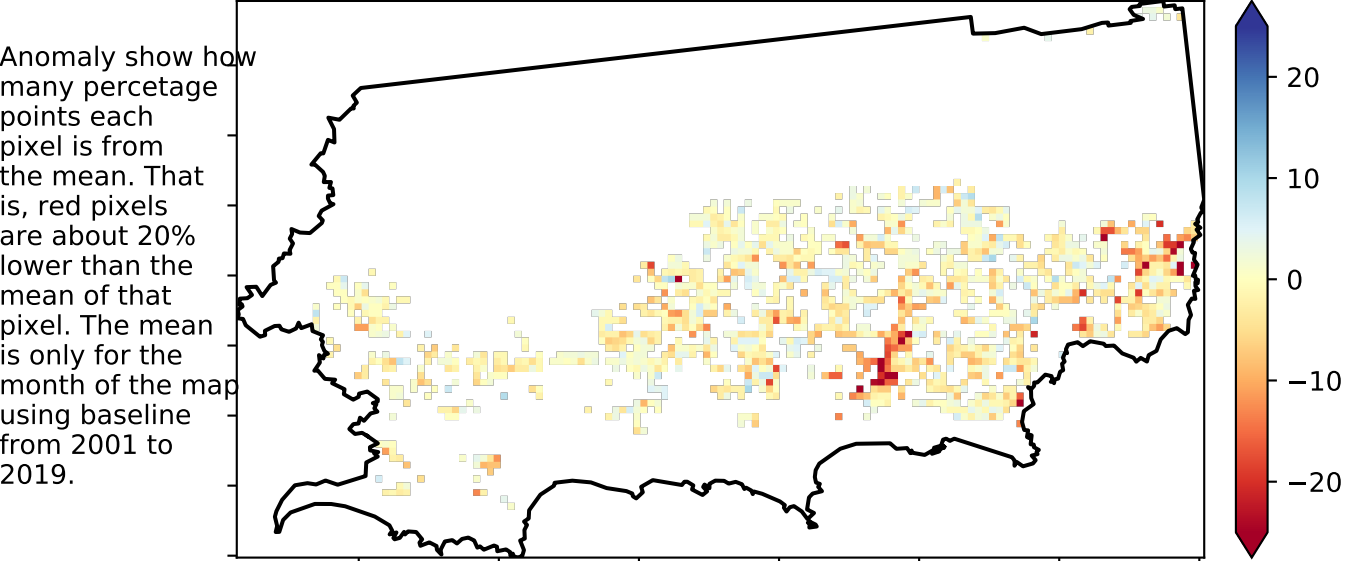 Anomaly show how
many percetage
points each
pixel is from
the mean. That
is, red pixels
are about 20%
lower than the
mean of that
pixel. The mean
is only for the
month of the map
using baseline
from 2001 to
2019.
20
10
0
−10
−20